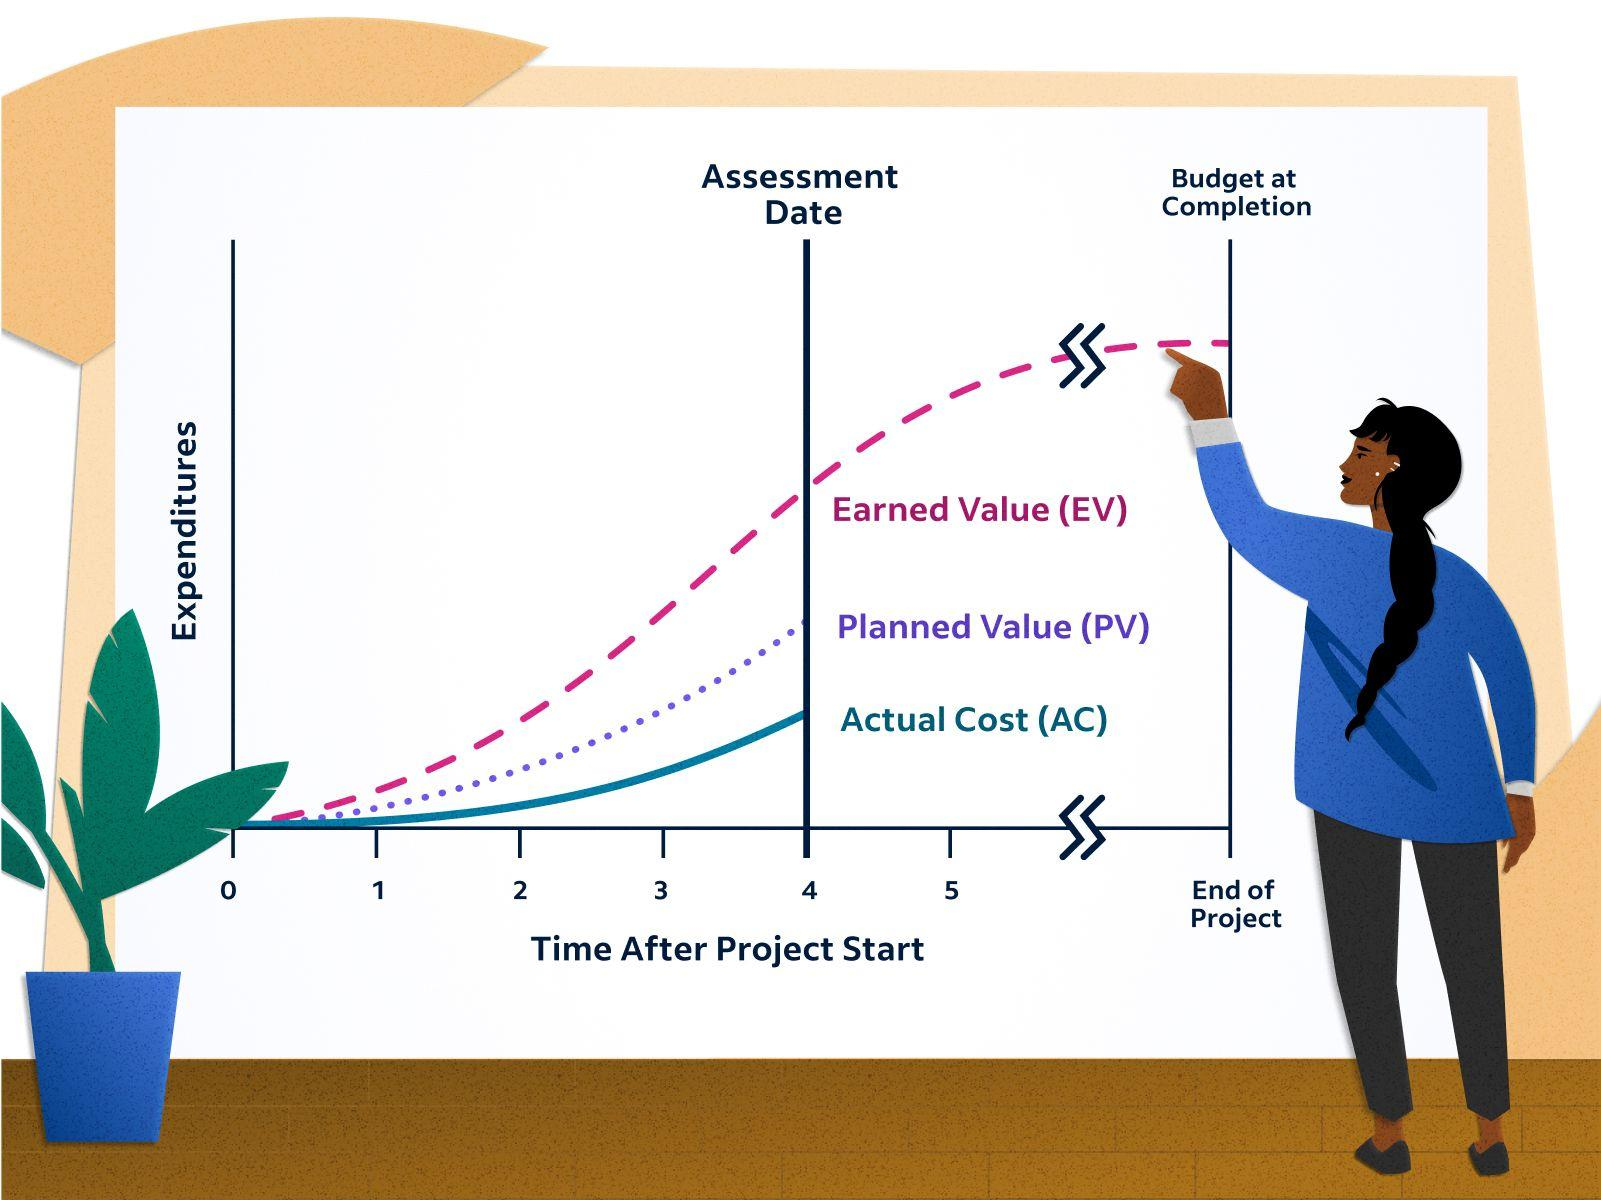 Assessment
Date
Budget at
Completion
Expenditures
Earned Value (EV)
Planned Value (PV)
Actual Cost (AC)
0 1 2 3 4 5
End of
Project
Time After Project Start